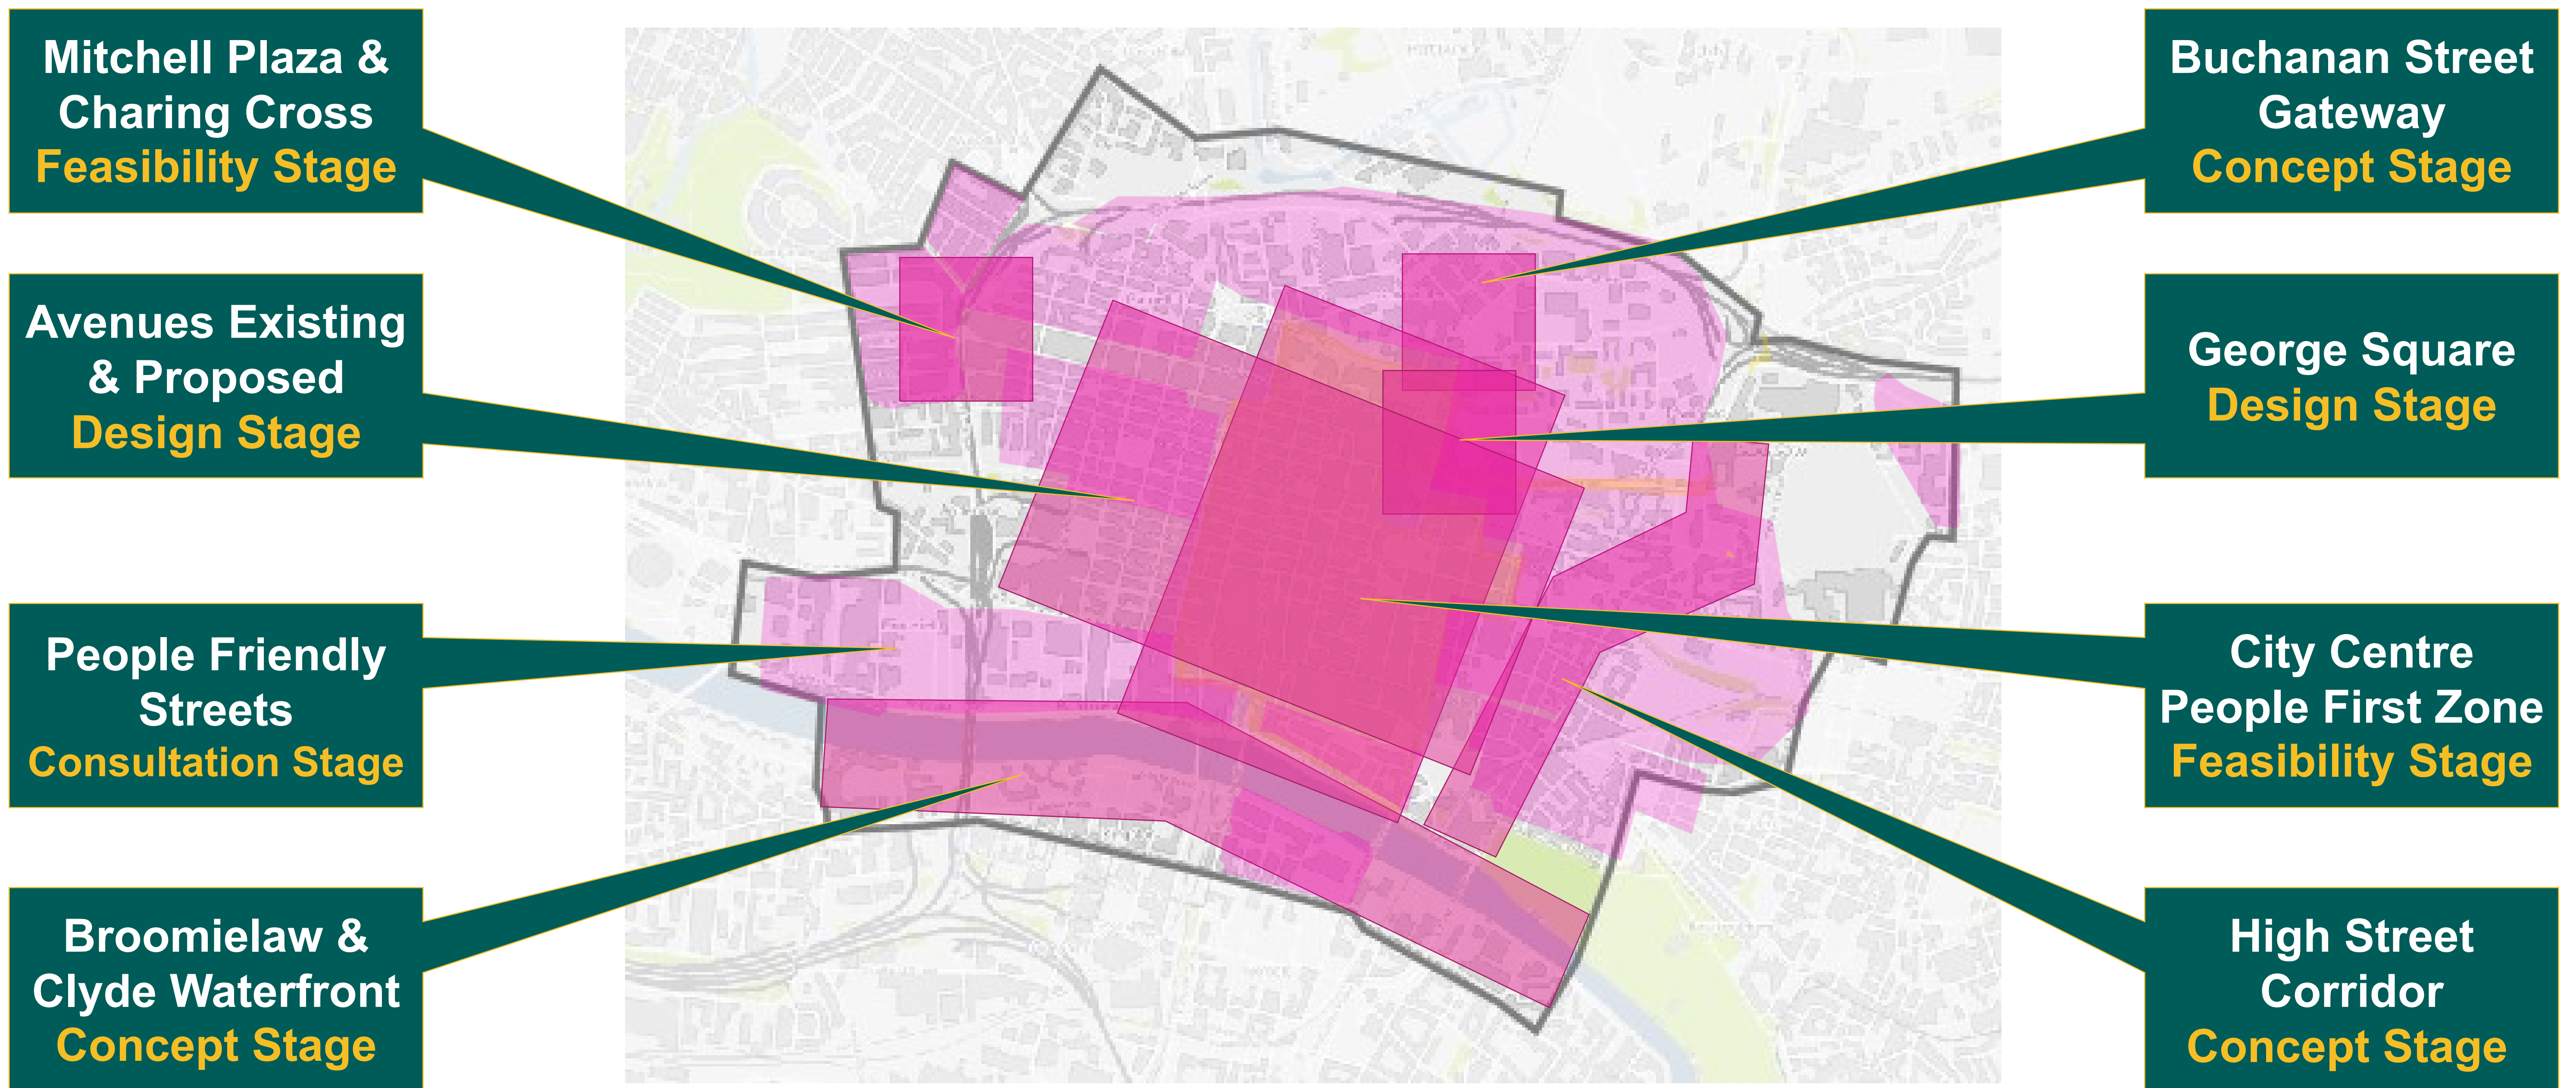 Mitchell Plaza &
Charing Cross
Feasibility Stage
Avenues Existing
& Proposed
Design Stage
People Friendly
Streets
Consultation Stage
Broomielaw &
Clyde Waterfront
Concept Stage
Buchanan Street
Gateway
Concept Stage
George Square
Design Stage
City Centre
People First Zone
Feasibility Stage
High Street
Corridor
Concept Stage